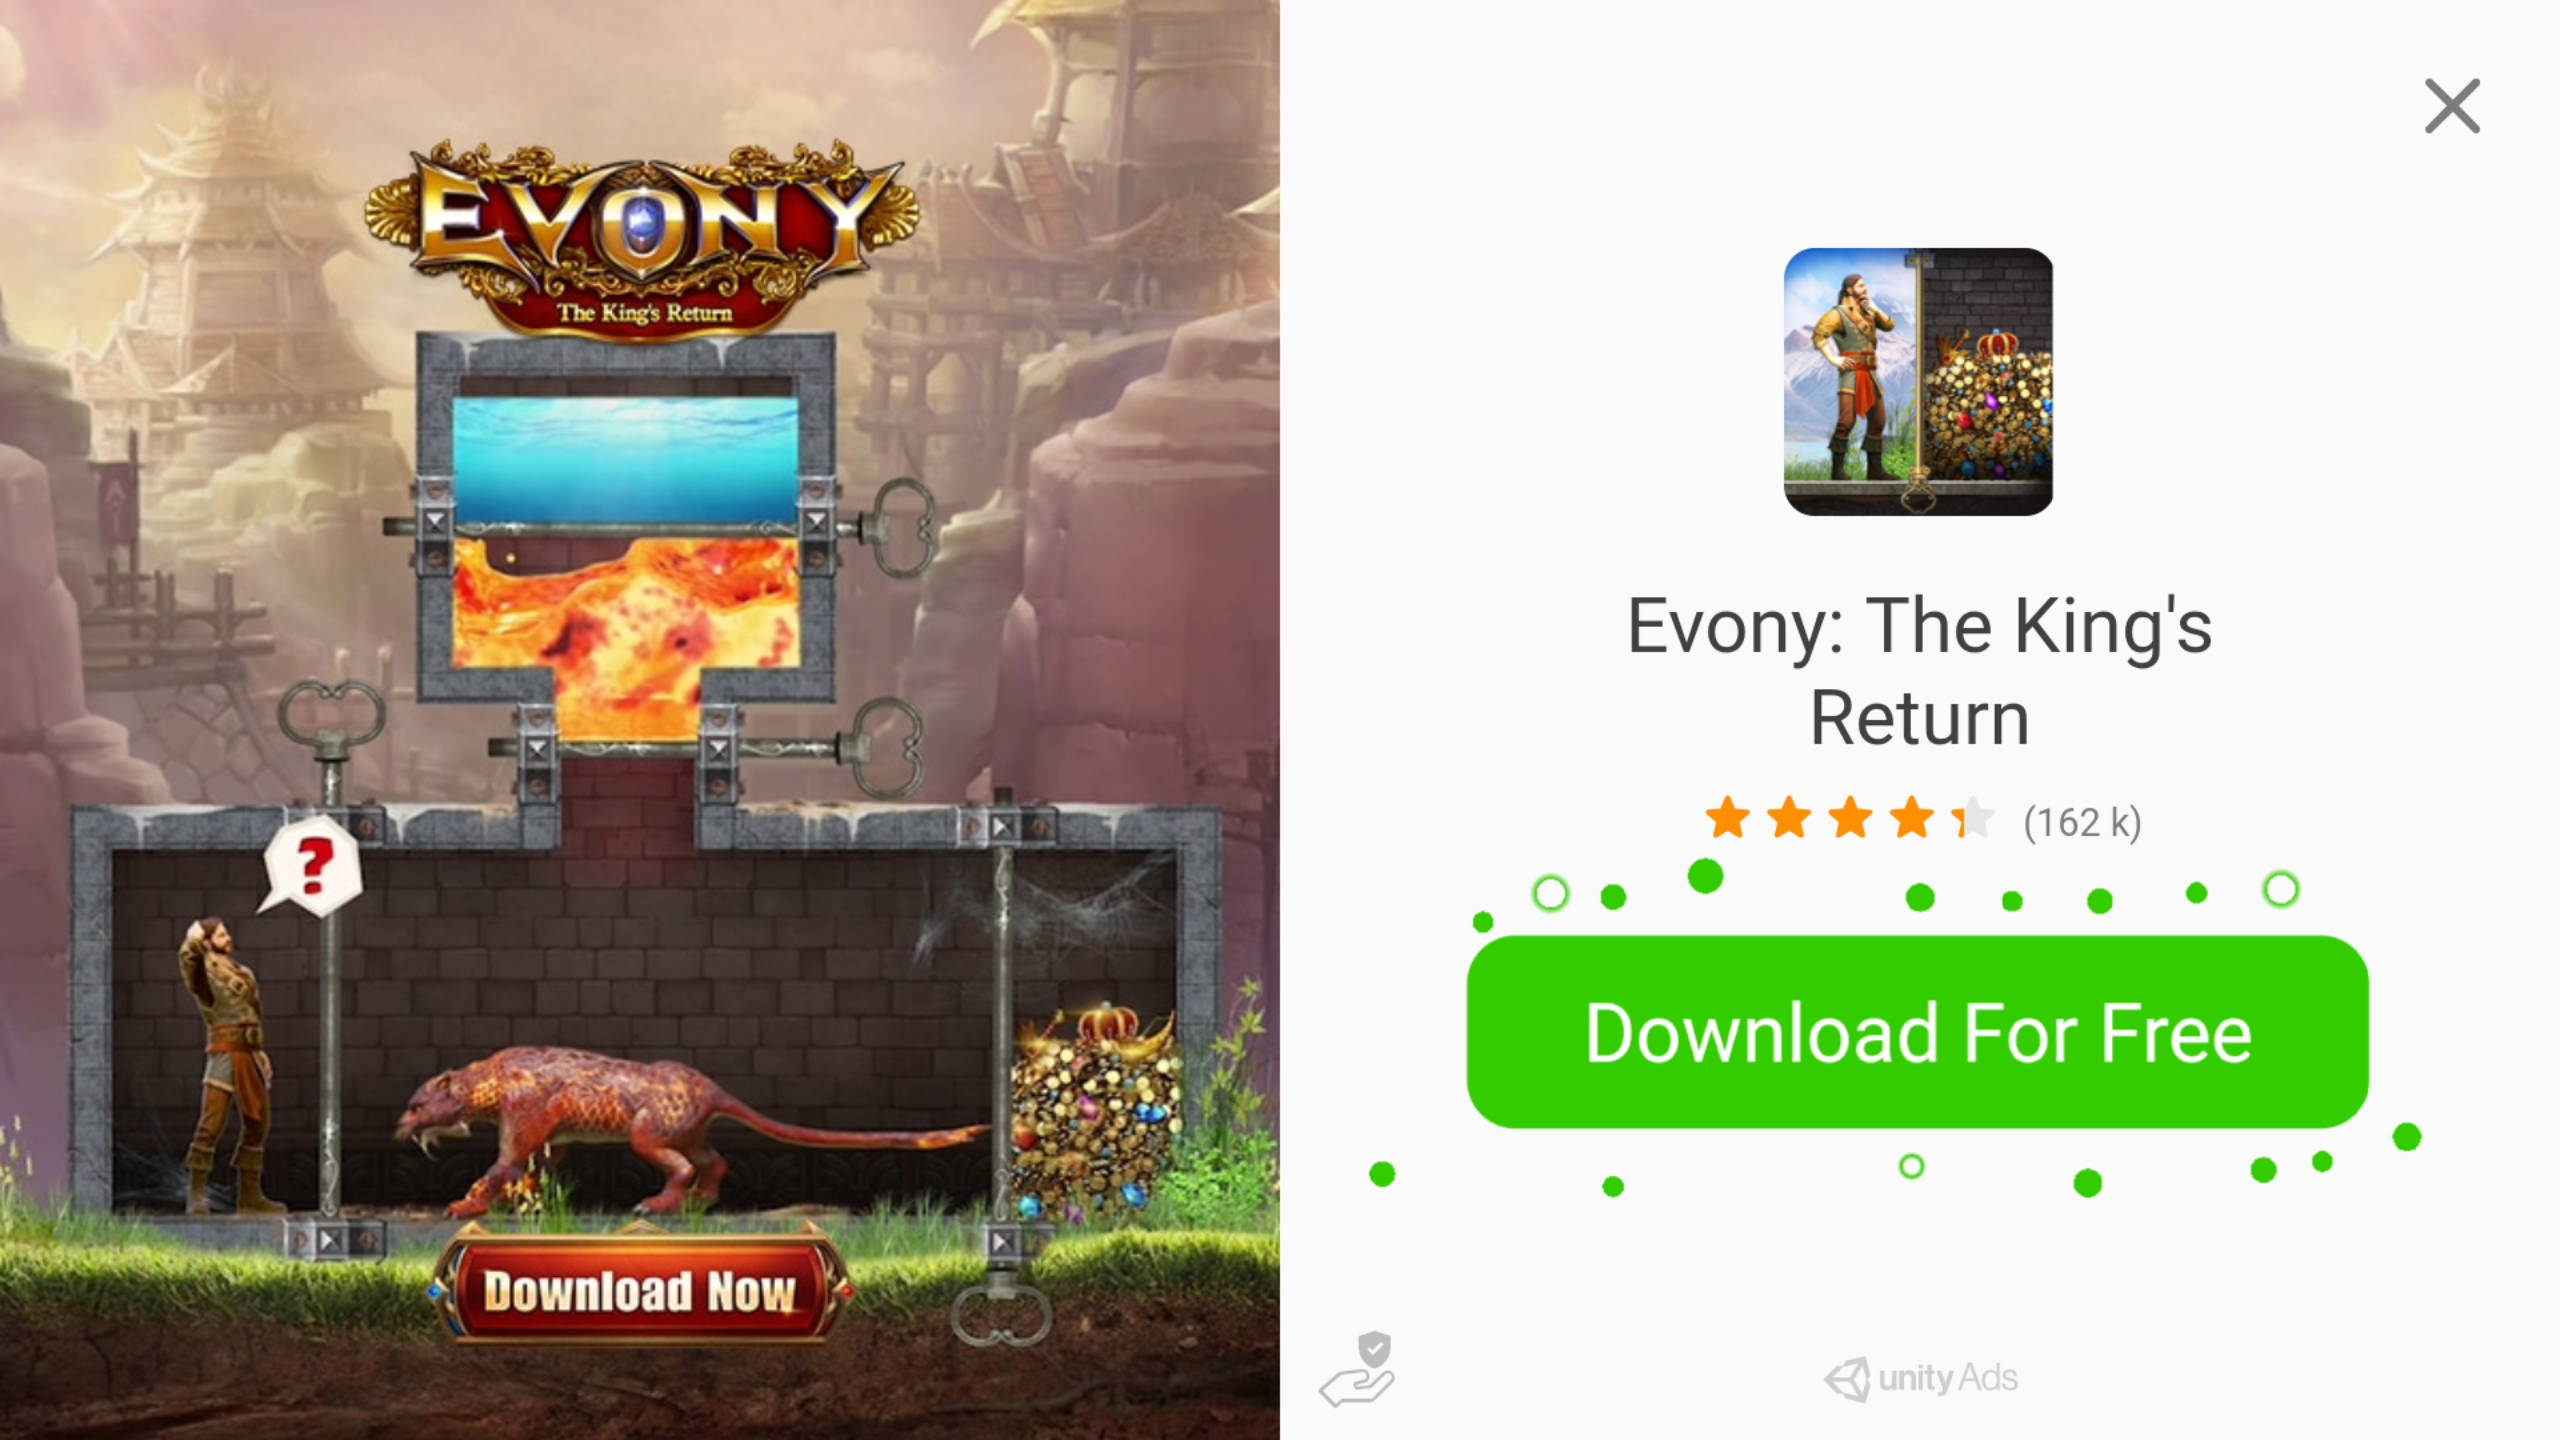 EVONY
The King's Return
?
Download Now
Evony: The King's
Return
(162 k)
Download For Free
unity Ads